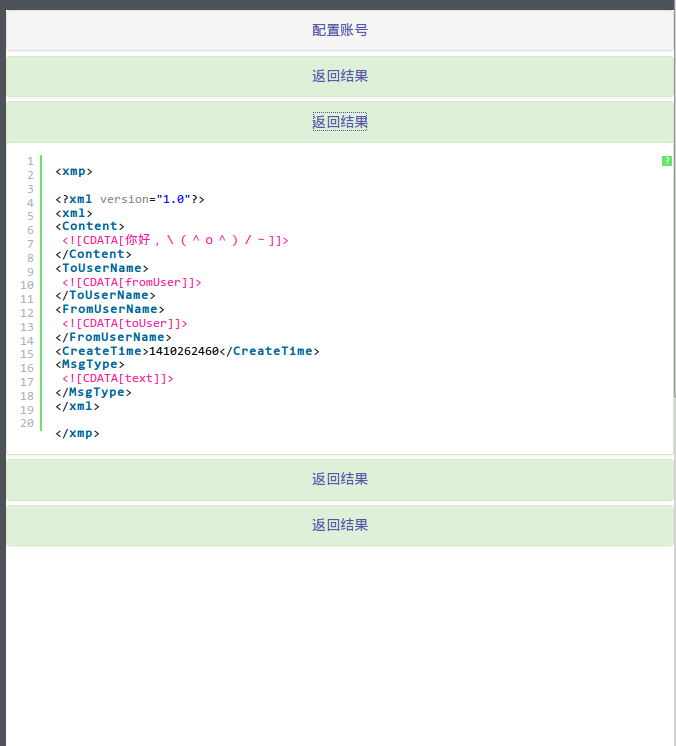 配置账号
返回结果
返回结果
?
1
2 <xmp>
3
4 <?xml version="1.0"?>
5 <xml>
6 <Content>
7 <![CDATA[你好，\（＾ｏ＾）/～]]>
8 </Content>
9 <ToUserName>
10 <![CDATA[fromUser]]>
11 </ToUserName>
12 <FromUserName>
13 <![CDATA[toUser]]>
14 </FromUserName>
15 <CreateTime>1410262460</CreateTime>
16 <MsgType>
17 <![CDATA[text]]>
18 </MsgType>
19 </xml>
20
</xmp>
返回结果
返回结果